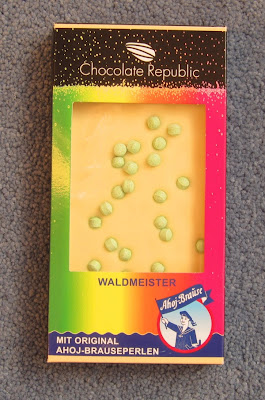 Chocolate Republic
WALDMEISTER
Ahoj-Brause
MIT ORIGINAL
AHOJ-BRAUSEPERLEN